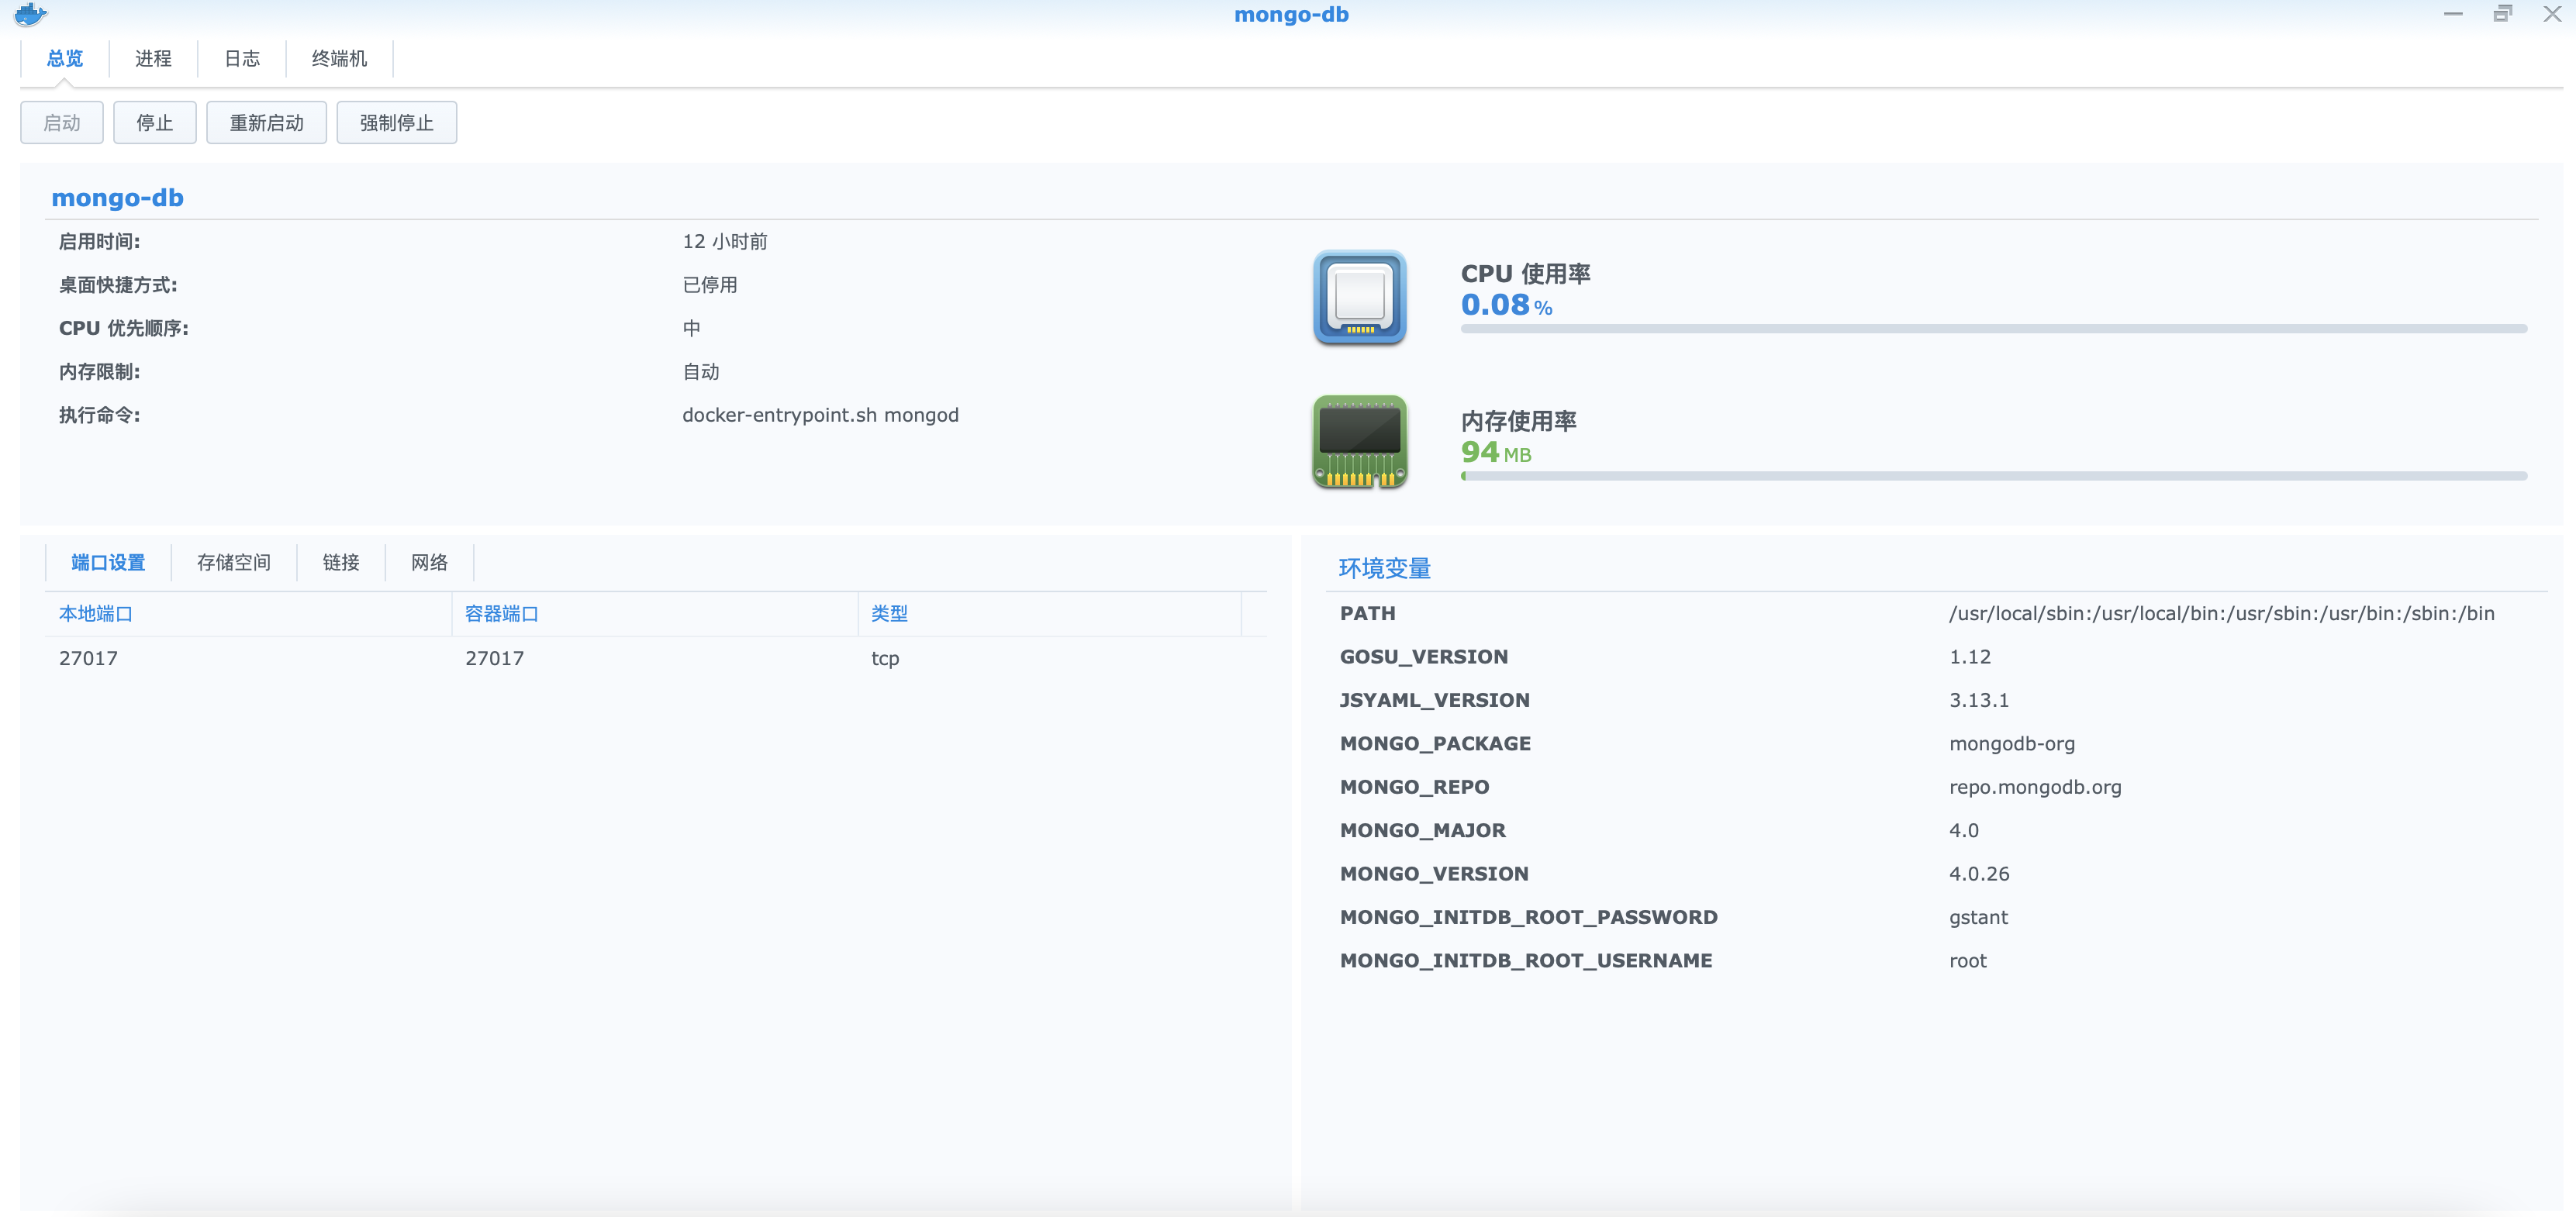 mongo-db
总览 进程 日志 终端机
启动 停止 重新启动 强制停止
mongo-db
启用时间: 12 小时前
桌面快捷方式: 已停用
CPU 优先顺序: 中
内存限制: 自动
执行命令: docker-entrypoint.sh mongod
CPU 使用率
0.08 %
内存使用率
94 MB
端口设置 存储空间 链接 网络
本地端口 容器端口 类型
27017 27017 tcp
环境变量
PATH /usr/local/sbin:/usr/local/bin:/usr/sbin:/usr/bin:/sbin:/bin
GOSU_VERSION 1.12
JSYAML_VERSION 3.13.1
MONGO_PACKAGE mongodb-org
MONGO_REPO repo.mongodb.org
MONGO_MAJOR 4.0
MONGO_VERSION 4.0.26
MONGO_INITDB_ROOT_PASSWORD gstant
MONGO_INITDB_ROOT_USERNAME root